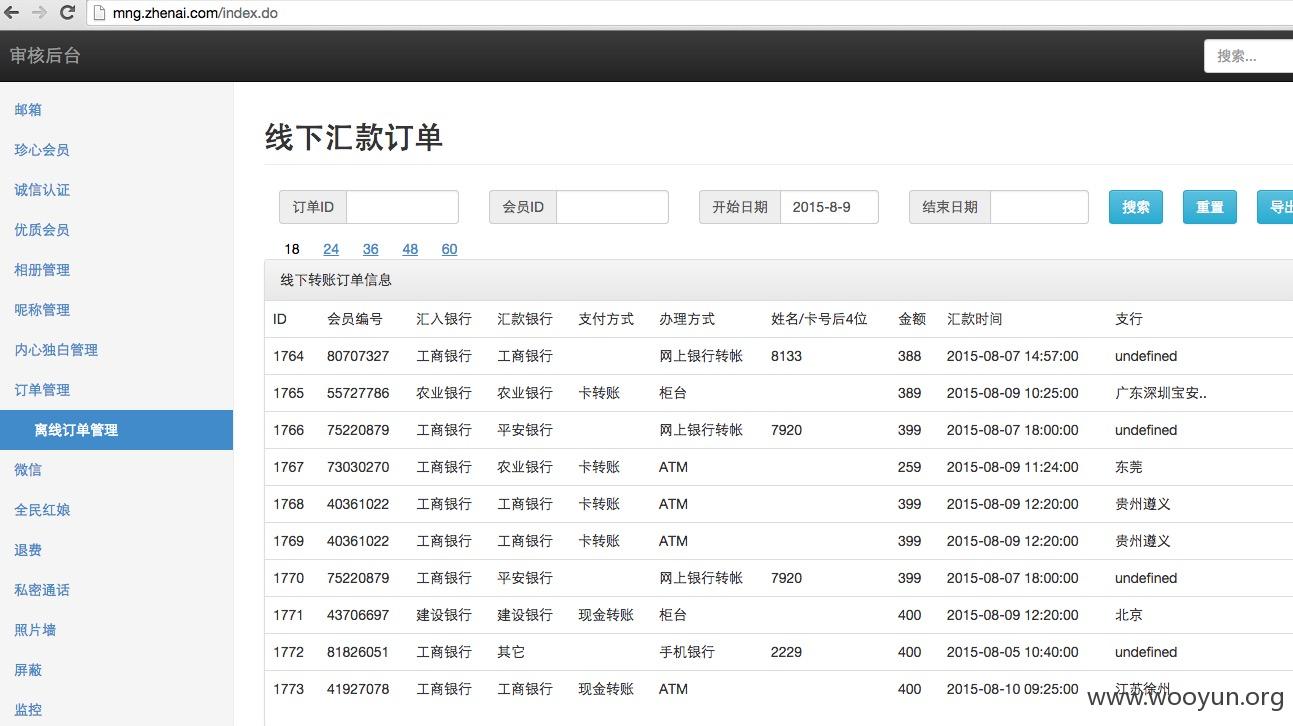 mng.zhenai.com/index.do
审核后台
搜索...
邮箱
珍心会员
诚信认证
优质会员
相册管理
昵称管理
内心独白管理
订单管理
离线订单管理
微信
全民红娘
退费
私密通话
照片墙
屏蔽
监控
线下汇款订单
订单ID 会员ID 开始日期 2015-8-9 结束日期 搜索 重置 导出
18 24 36 48 60
线下转账订单信息
ID 会员编号 汇入银行 汇款银行 支付方式 办理方式 姓名/卡号后4位 金额 汇款时间 支行
1764 80707327 工商银行 工商银行 网上银行转帐 8133 388 2015-08-07 14:57:00 undefined
1765 55727786 农业银行 农业银行 卡转账 柜台 389 2015-08-09 10:25:00 广东深圳宝安..
1766 75220879 工商银行 平安银行 网上银行转帐 7920 399 2015-08-07 18:00:00 undefined
1767 73030270 工商银行 农业银行 卡转账 ATM 259 2015-08-09 11:24:00 东莞
1768 40361022 工商银行 工商银行 卡转账 ATM 399 2015-08-09 12:20:00 贵州遵义
1769 40361022 工商银行 工商银行 卡转账 ATM 399 2015-08-09 12:20:00 贵州遵义
1770 75220879 工商银行 平安银行 网上银行转帐 7920 399 2015-08-07 18:00:00 undefined
1771 43706697 建设银行 建设银行 现金转账 柜台 400 2015-08-09 12:20:00 北京
1772 81826051 工商银行 其它 手机银行 2229 400 2015-08-05 10:40:00 undefined
1773 41927078 工商银行 工商银行 现金转账 ATM 400 2015-08-10 09:25:00 江苏徐州
www.wooyun.org